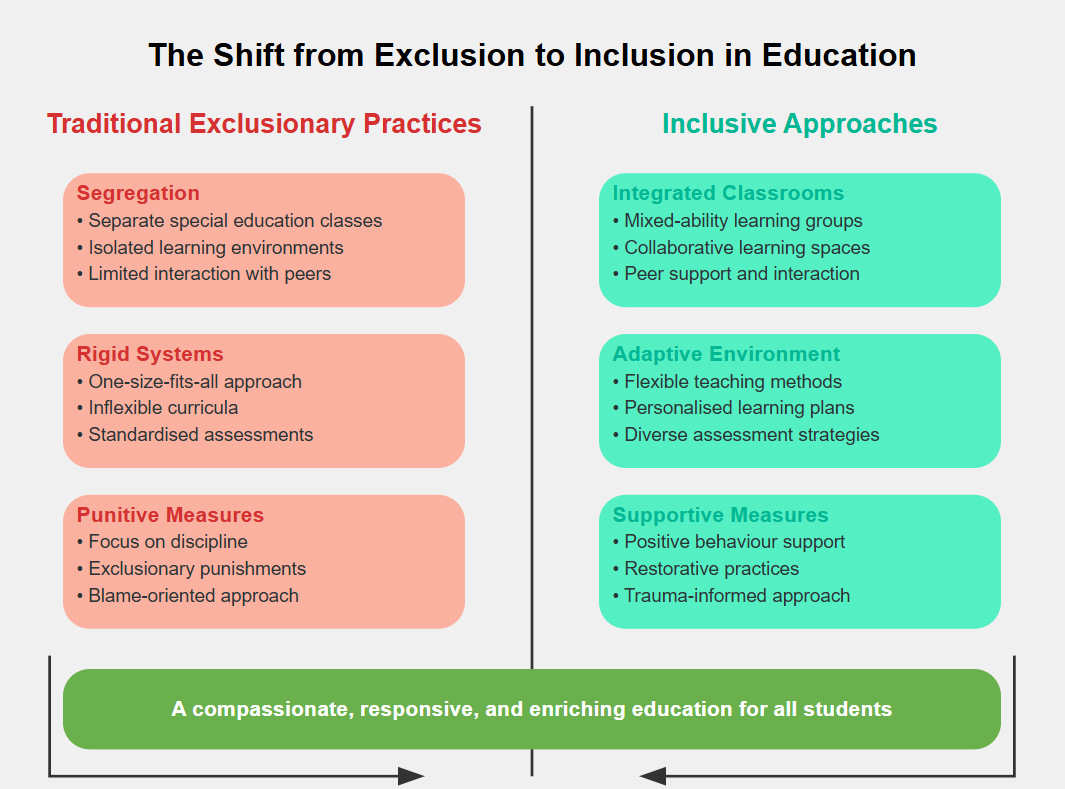 The Shift from Exclusion to Inclusion in Education
Traditional Exclusionary Practices
Segregation
• Separate special education classes
• Isolated learning environments
• Limited interaction with peers
Rigid Systems
• One-size-fits-all approach
• Inflexible curricula
• Standardised assessments
Punitive Measures
• Focus on discipline
• Exclusionary punishments
• Blame-oriented approach
Inclusive Approaches
Integrated Classrooms
• Mixed-ability learning groups
• Collaborative learning spaces
• Peer support and interaction
Adaptive Environment
• Flexible teaching methods
• Personalised learning plans
• Diverse assessment strategies
Supportive Measures
• Positive behaviour support
• Restorative practices
• Trauma-informed approach
A compassionate, responsive, and enriching education for all students